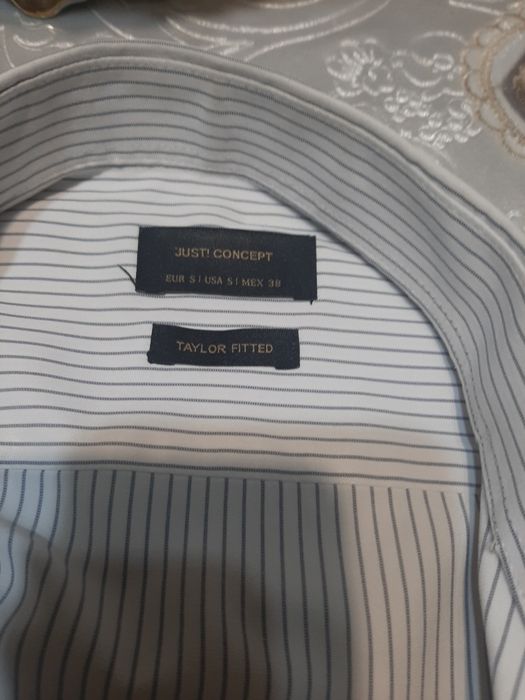 JUST! CONCEPT
EUR S | USA S | MEX 38
TAYLOR FITTED